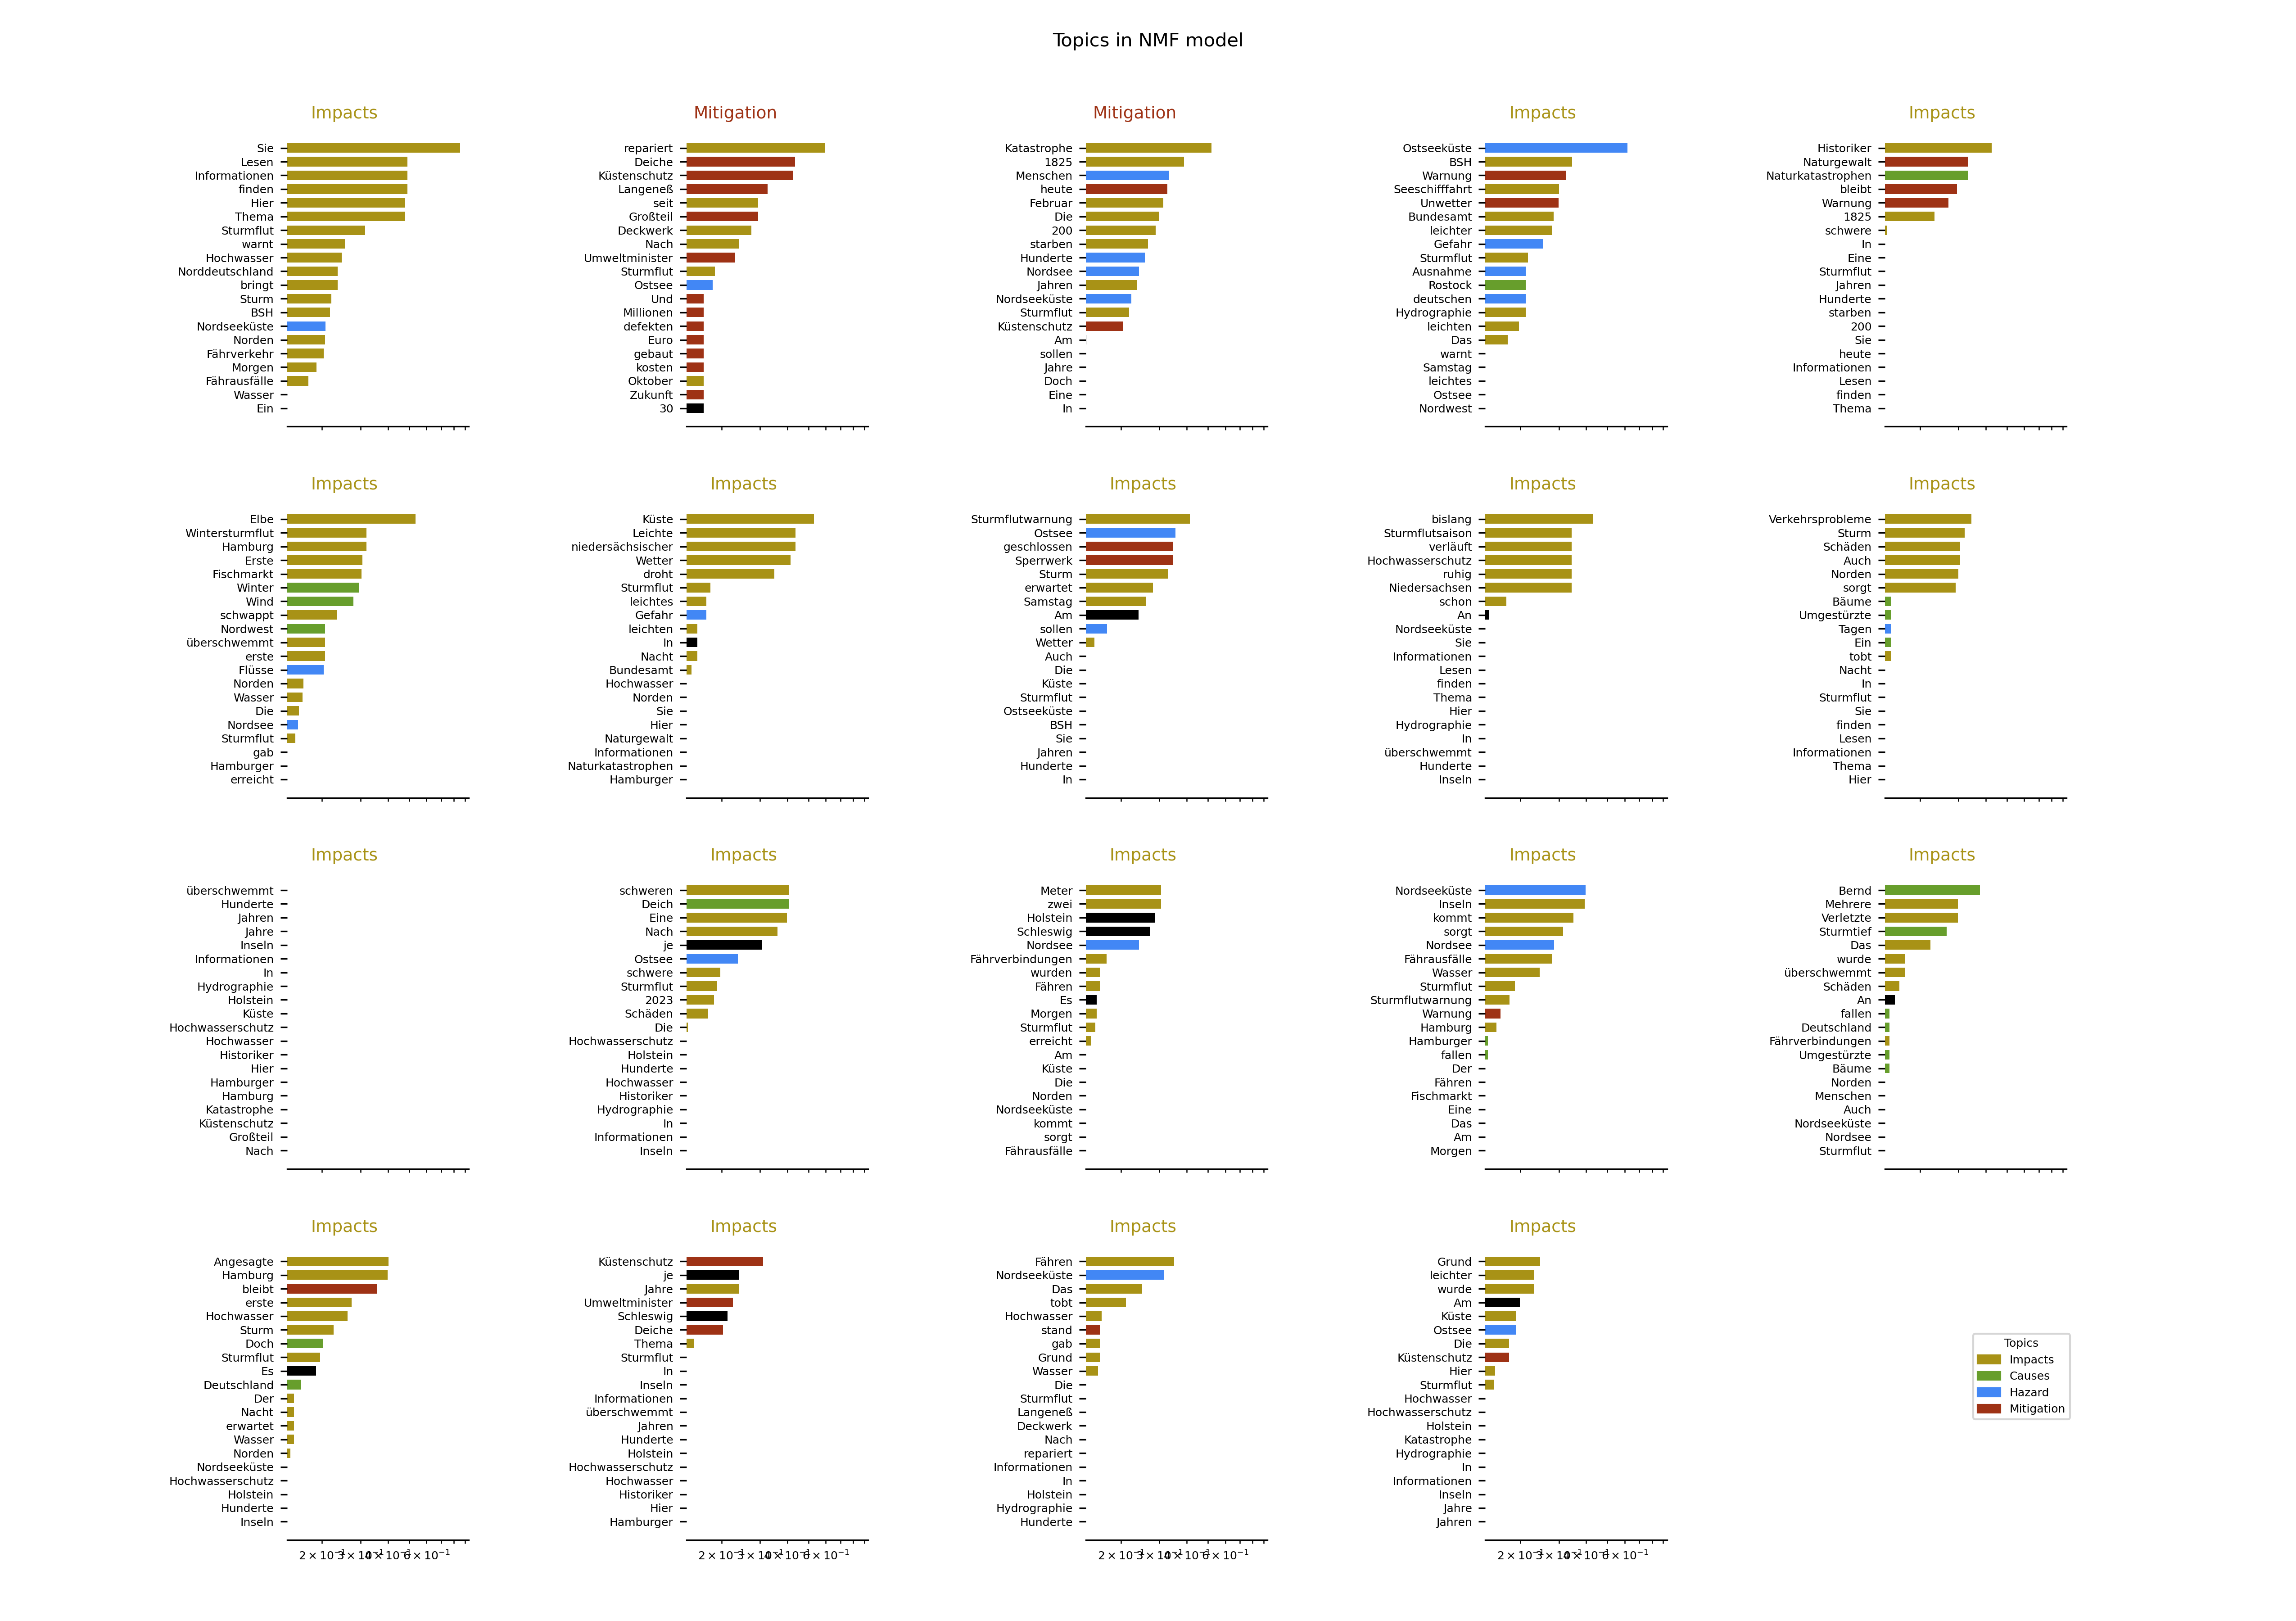 Topics in NMF model
Impacts
Sie
Lesen
Informationen
finden
Hier
Thema
Sturmflut
warnt
Hochwasser
Norddeutschland
bringt
Sturm
BSH
Nordseeküste
Norden
Fährverkehr
Morgen
Fährausfälle
Wasser
Ein
Mitigation
repariert
Deiche
Küstenschutz
Langeneß
seit
Großteil
Deckwerk
Nach
Umweltminister
Sturmflut
Ostsee
Und
Millionen
defekten
Euro
gebaut
kosten
Oktober
Zukunft
30
Mitigation
Katastrophe
1825
Menschen
heute
Februar
Die
200
starben
Hunderte
Nordsee
Jahren
Nordseeküste
Sturmflut
Küstenschutz
Am
sollen
Jahre
Doch
Eine
In
Impacts
Ostseeküste
BSH
Warnung
Seeschifffahrt
Unwetter
Bundesamt
leichter
Gefahr
Sturmflut
Ausnahme
Rostock
deutschen
Hydrographie
leichten
Das
warnt
Samstag
leichtes
Ostsee
Nordwest
Impacts
Historiker
Naturgewalt
Naturkatastrophen
bleibt
Warnung
1825
schwere
In
Eine
Sturmflut
Jahren
Hunderte
starben
200
Sie
heute
Informationen
Lesen
finden
Thema
Impacts
Elbe
Wintersturmflut
Hamburg
Erste
Fischmarkt
Winter
Wind
schwappt
Nordwest
überschwemmt
erste
Flüsse
Norden
Wasser
Die
Nordsee
Sturmflut
gab
Hamburger
erreicht
Impacts
Küste
Leichte
niedersächsischer
Wetter
droht
Sturmflut
leichtes
Gefahr
leichten
In
Nacht
Bundesamt
Hochwasser
Norden
Sie
Hier
Naturgewalt
Informationen
Naturkatastrophen
Hamburger
Impacts
Sturmflutwarnung
Ostsee
geschlossen
Sperrwerk
Sturm
erwartet
Samstag
Am
sollen
Wetter
Auch
Die
Küste
Sturmflut
Ostseeküste
BSH
Sie
Jahren
Hunderte
In
Impacts
bislang
Sturmflutsaison
verläuft
Hochwasserschutz
ruhig
Niedersachsen
schon
An
Nordseeküste
Sie
Informationen
Lesen
finden
Thema
Hier
Hydrographie
In
überschwemmt
Hunderte
Inseln
Impacts
Verkehrsprobleme
Sturm
Schäden
Auch
Norden
sorgt
Bäume
Umgestürzte
Tagen
Ein
tobt
Nacht
In
Sturmflut
Sie
finden
Lesen
Informationen
Thema
Hier
Impacts
überschwemmt
Hunderte
Jahren
Jahre
Inseln
Informationen
In
Hydrographie
Holstein
Küste
Hochwasserschutz
Hochwasser
Historiker
Hier
Hamburger
Hamburg
Katastrophe
Küstenschutz
Großteil
Nach
Impacts
schweren
Deich
Eine
Nach
je
Ostsee
schwere
Sturmflut
2023
Schäden
Die
Hochwasserschutz
Holstein
Hunderte
Hochwasser
Historiker
Hydrographie
In
Informationen
Inseln
Impacts
Meter
zwei
Holstein
Schleswig
Nordsee
Fährverbindungen
wurden
Fähren
Es
Morgen
Sturmflut
erreicht
Am
Küste
Die
Norden
Nordseeküste
kommt
sorgt
Fährausfälle
Impacts
Nordseeküste
Inseln
kommt
sorgt
Nordsee
Fährausfälle
Wasser
Sturmflut
Sturmflutwarnung
Warnung
Hamburg
Hamburger
fallen
Der
Fähren
Fischmarkt
Eine
Das
Am
Morgen
Impacts
Bernd
Mehrere
Verletzte
Sturmtief
Das
wurde
überschwemmt
Schäden
An
fallen
Deutschland
Fährverbindungen
Umgestürzte
Bäume
Norden
Menschen
Auch
Nordseeküste
Nordsee
Sturmflut
Impacts
Angesagte
Hamburg
bleibt
erste
Hochwasser
Sturm
Doch
Sturmflut
Es
Deutschland
Der
Nacht
erwartet
Wasser
Norden
Nordseeküste
Hochwasserschutz
Holstein
Hunderte
Inseln
Impacts
Küstenschutz
je
Jahre
Umweltminister
Schleswig
Deiche
Thema
Sturmflut
In
Inseln
Informationen
überschwemmt
Jahren
Hunderte
Holstein
Hochwasserschutz
Hochwasser
Historiker
Hier
Hamburger
Impacts
Fähren
Nordseeküste
Das
tobt
Hochwasser
stand
gab
Grund
Wasser
Die
Sturmflut
Langeneß
Deckwerk
Nach
repariert
Informationen
In
Holstein
Hydrographie
Hunderte
Impacts
Grund
leichter
wurde
Am
Küste
Ostsee
Die
Küstenschutz
Hier
Sturmflut
Hochwasser
Hochwasserschutz
Holstein
Katastrophe
Hydrographie
In
Informationen
Inseln
Jahre
Jahren
Topics
Impacts
Causes
Hazard
Mitigation